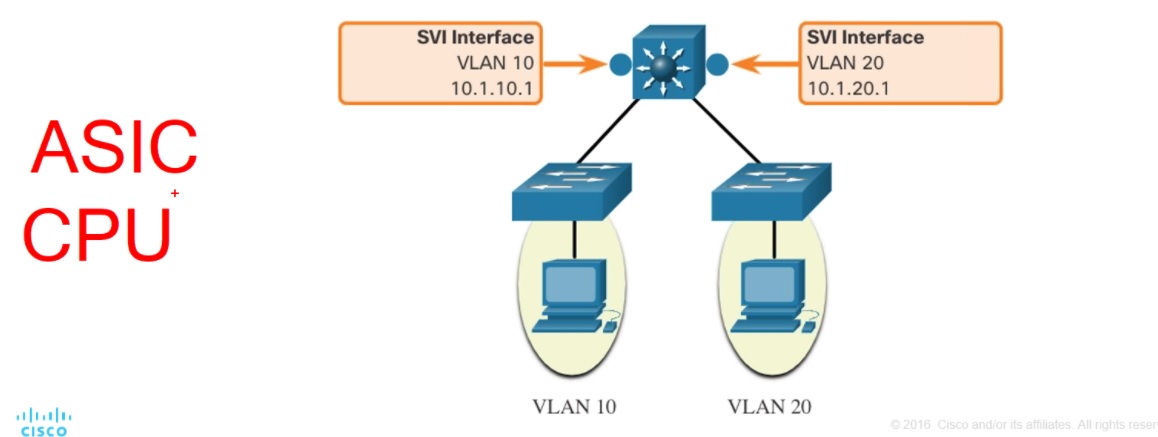 SVI Interface
VLAN 10
10.1.10.1
SVI Interface
VLAN 20
10.1.20.1
ASIC
CPU
VLAN 10
VLAN 20
CISCO
© 2016 Cisco and/or its affiliates. All rights reser